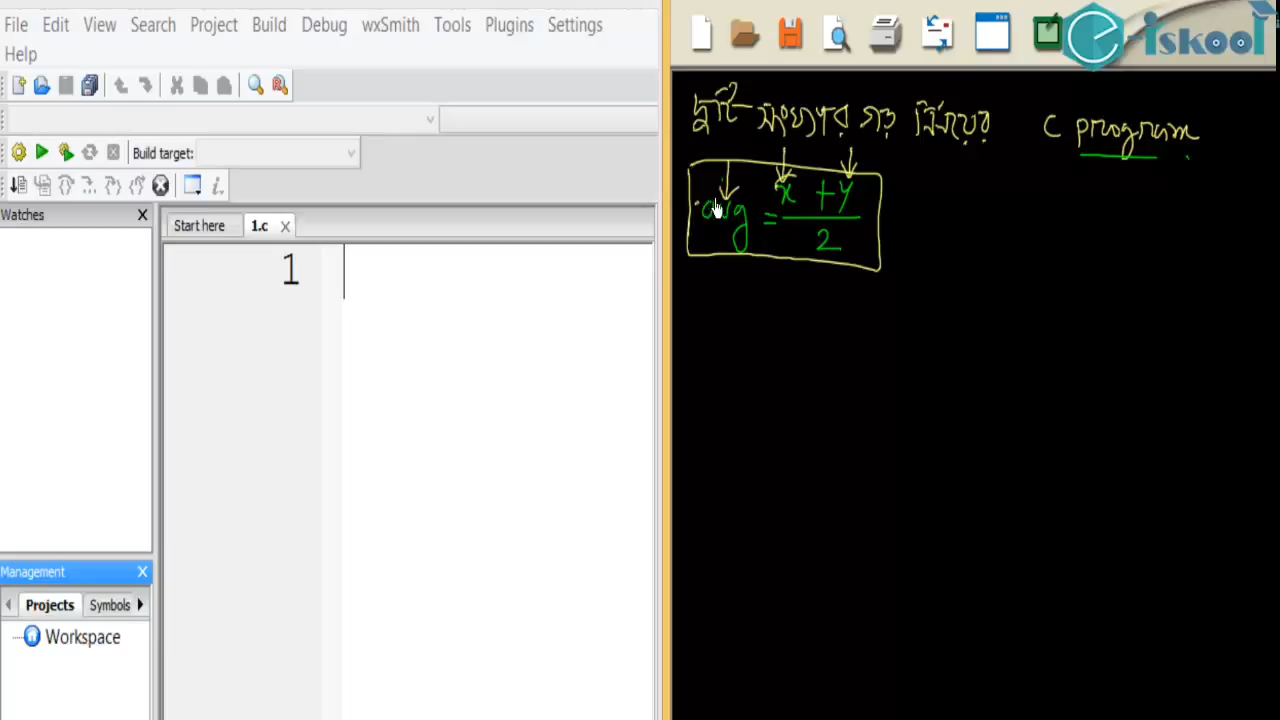 File Edit View Search Project Build Debug wxSmith Tools Plugins Settings
Help
Build target:
Watches X
Start here 1.c
1
Management X
Projects Symbols
Workspace
e-iskool
দুটি সংখ্যার গড় নির্ণয়ের C program
avg = x + y
2